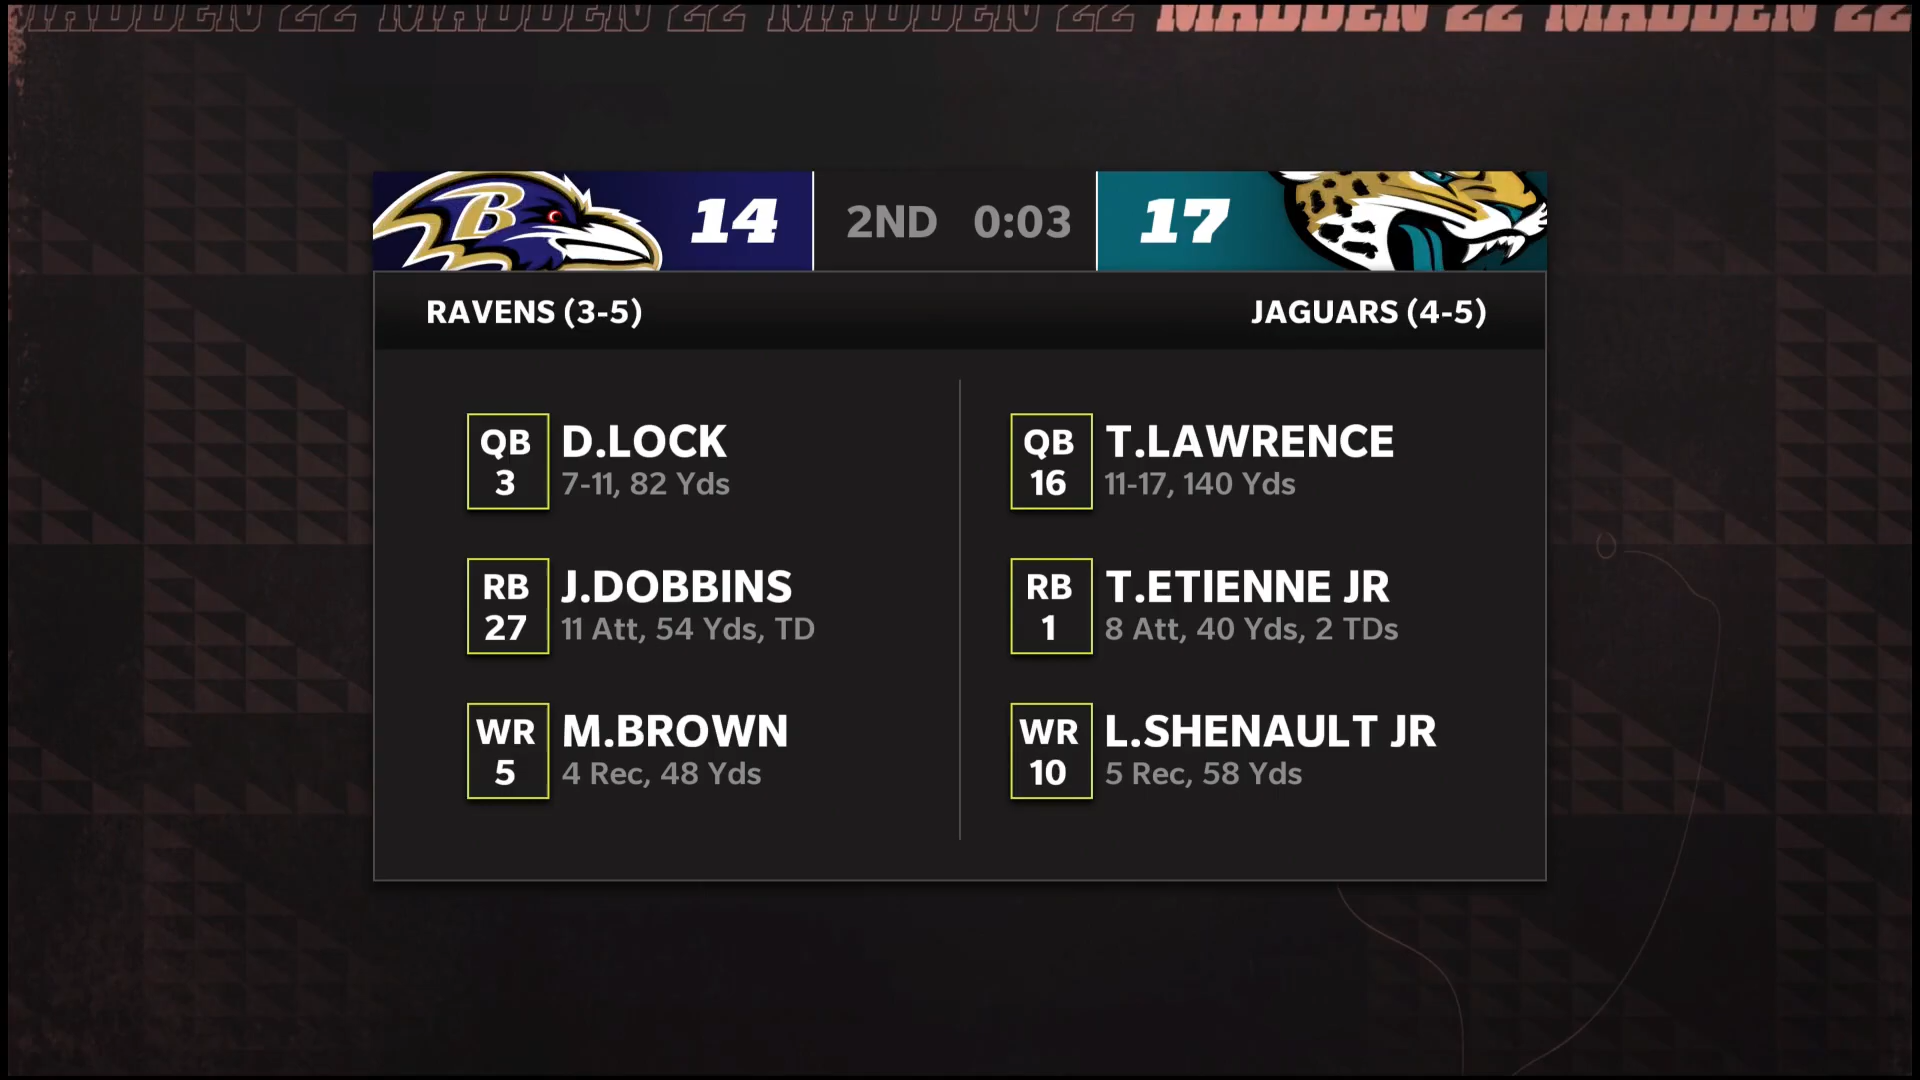 MADDEN 22 MADDEN 22 MADDEN 22 MADDEN 22 MADDEN 22
B 14 2ND 0:03 17
RAVENS (3-5) JAGUARS (4-5)
QB
3
D.LOCK
7-11, 82 Yds
QB
16
T.LAWRENCE
11-17, 140 Yds
RB
27
J.DOBBINS
11 Att, 54 Yds, TD
RB
1
T.ETIENNE JR
8 Att, 40 Yds, 2 TDs
WR
5
M.BROWN
4 Rec, 48 Yds
WR
10
L.SHENAULT JR
5 Rec, 58 Yds